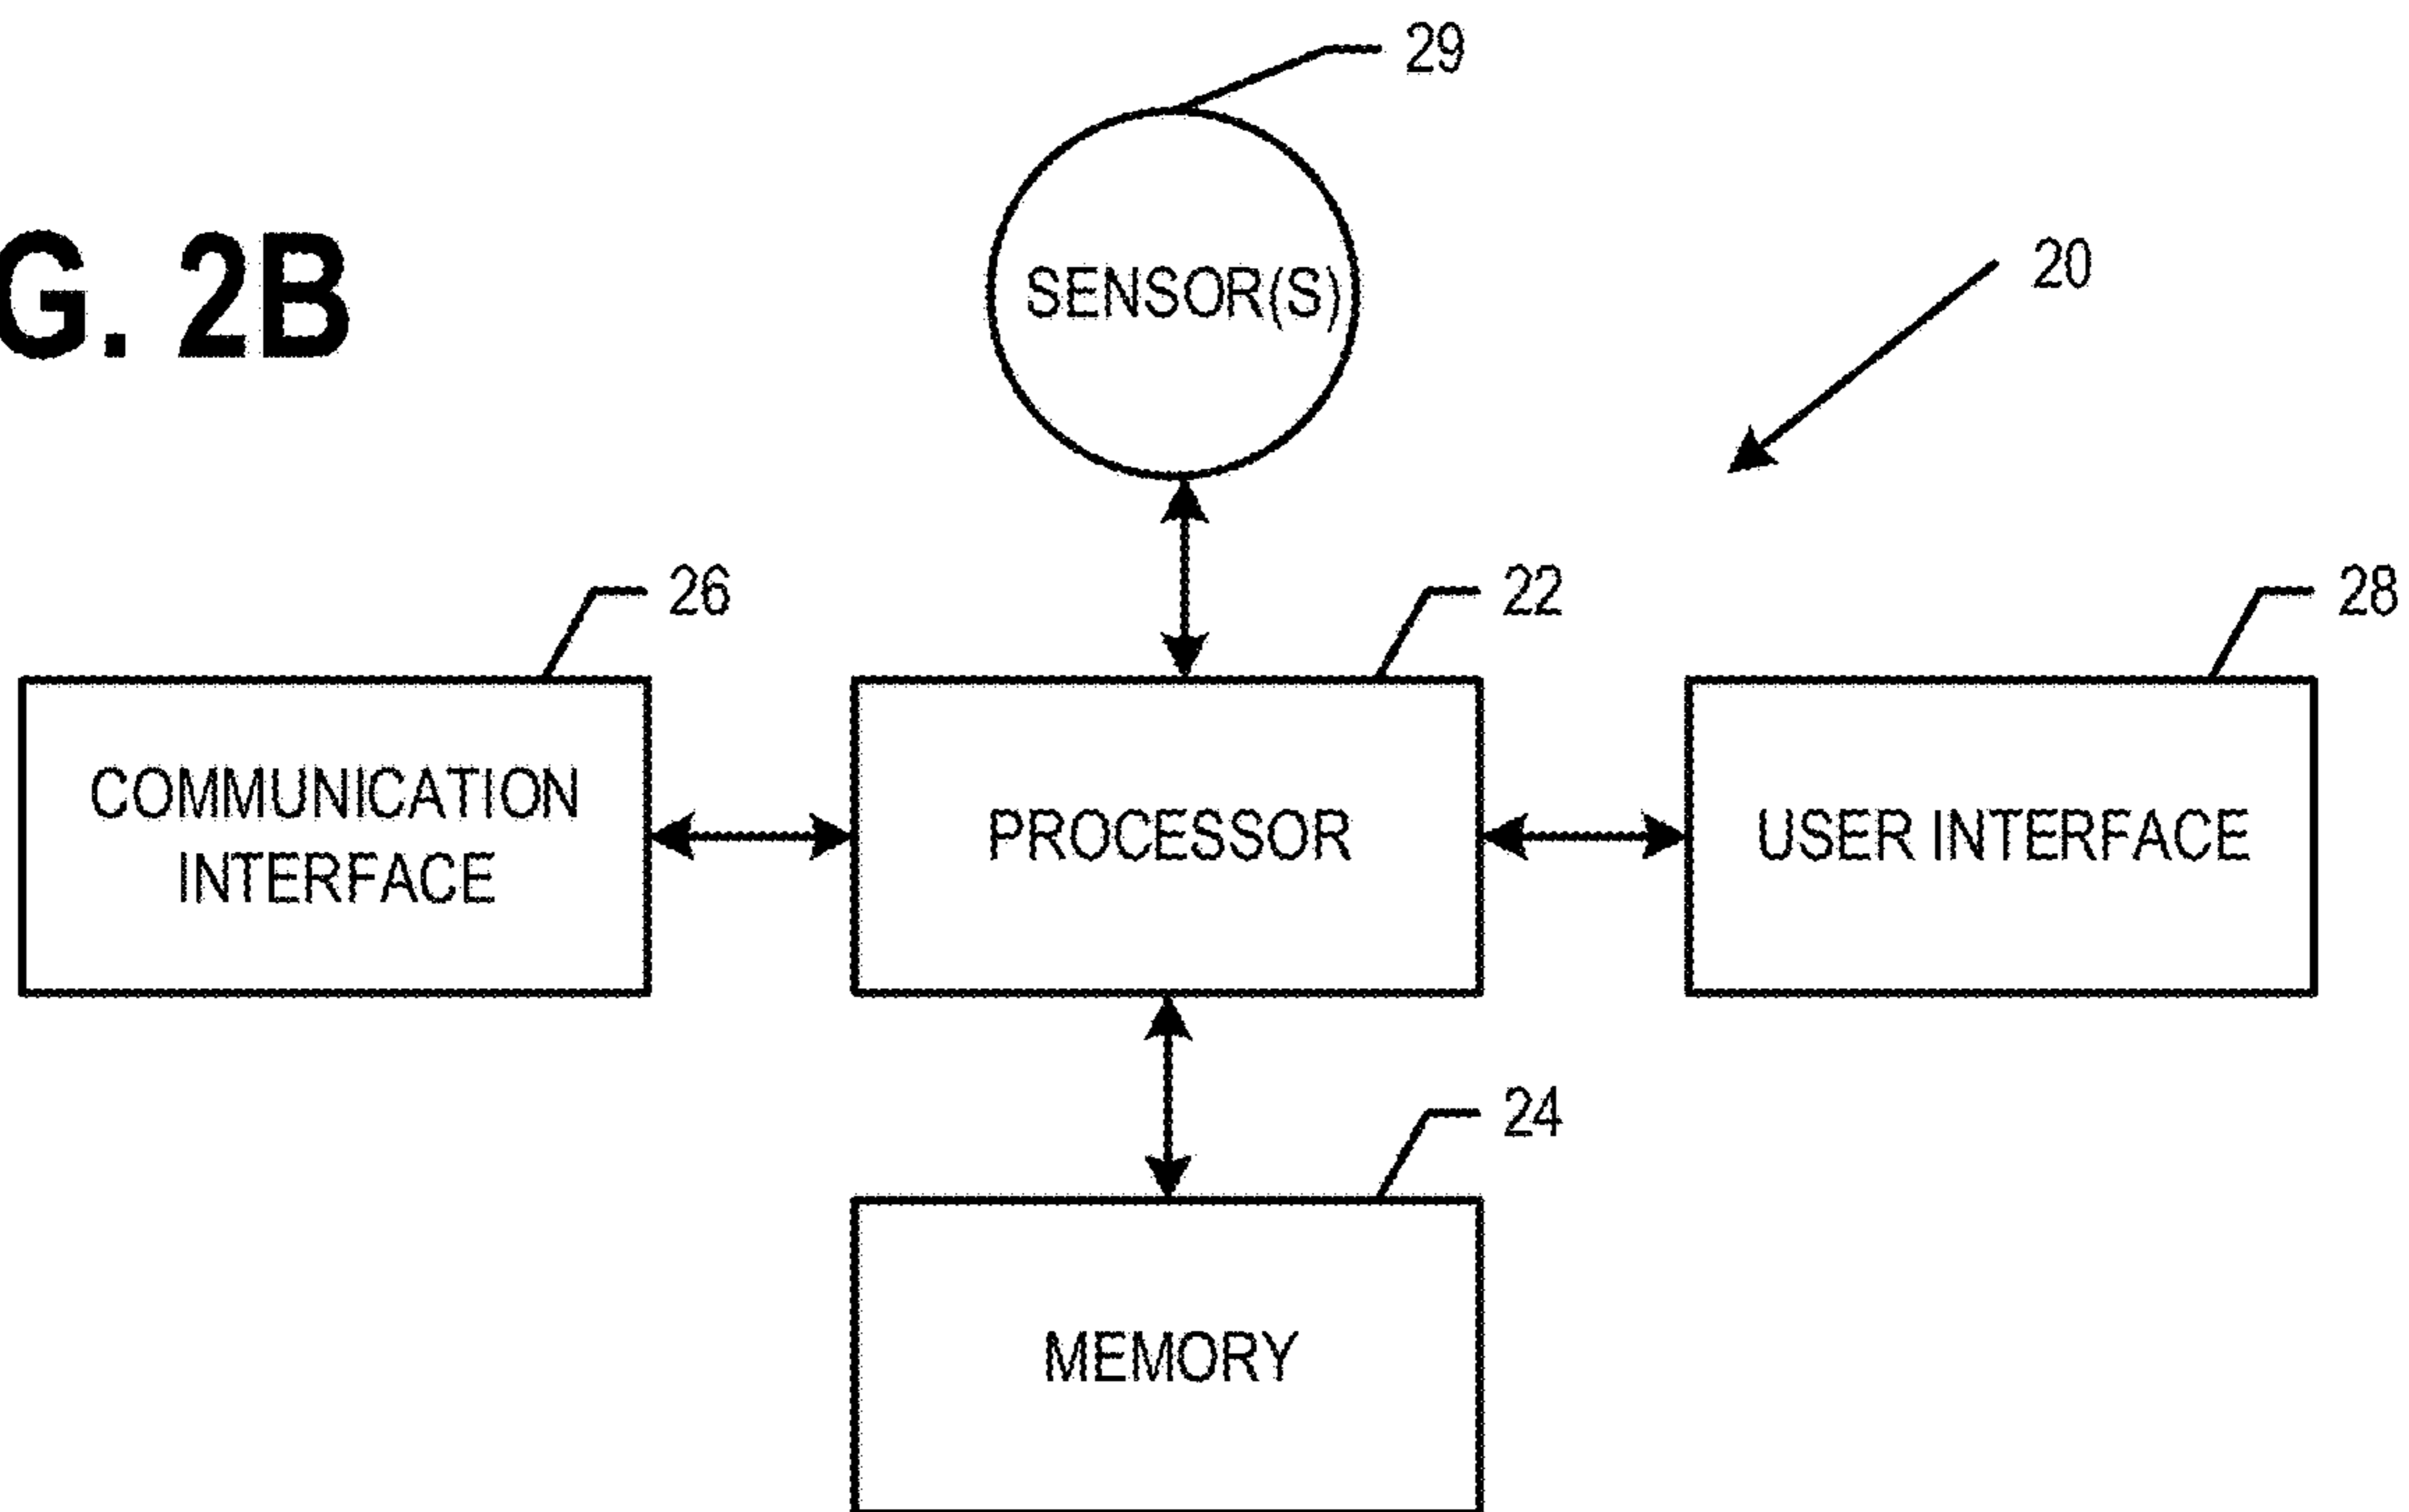 29
G. 2B
SENSOR(S)
20
26
22
28
COMMUNICATION
INTERFACE
PROCESSOR
USER INTERFACE
24
MEMORY